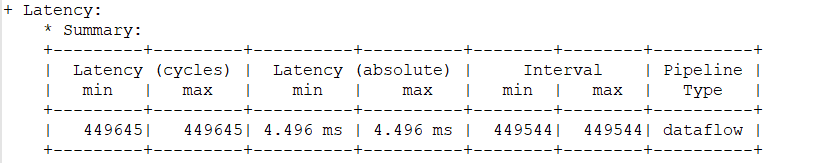 + Latency:
    * Summary:
    +---------+---------+----------+----------+--------+--------+----------+
    |  Latency (cycles) |  Latency (absolute) |     Interval    | Pipeline |
    |   min   |   max   |    min   |    max   |   min  |   max  |   Type   |
    +---------+---------+----------+----------+--------+--------+----------+
    |   449645|   449645| 4.496 ms | 4.496 ms |  449544|  449544| dataflow |
    +---------+---------+----------+----------+--------+--------+----------+